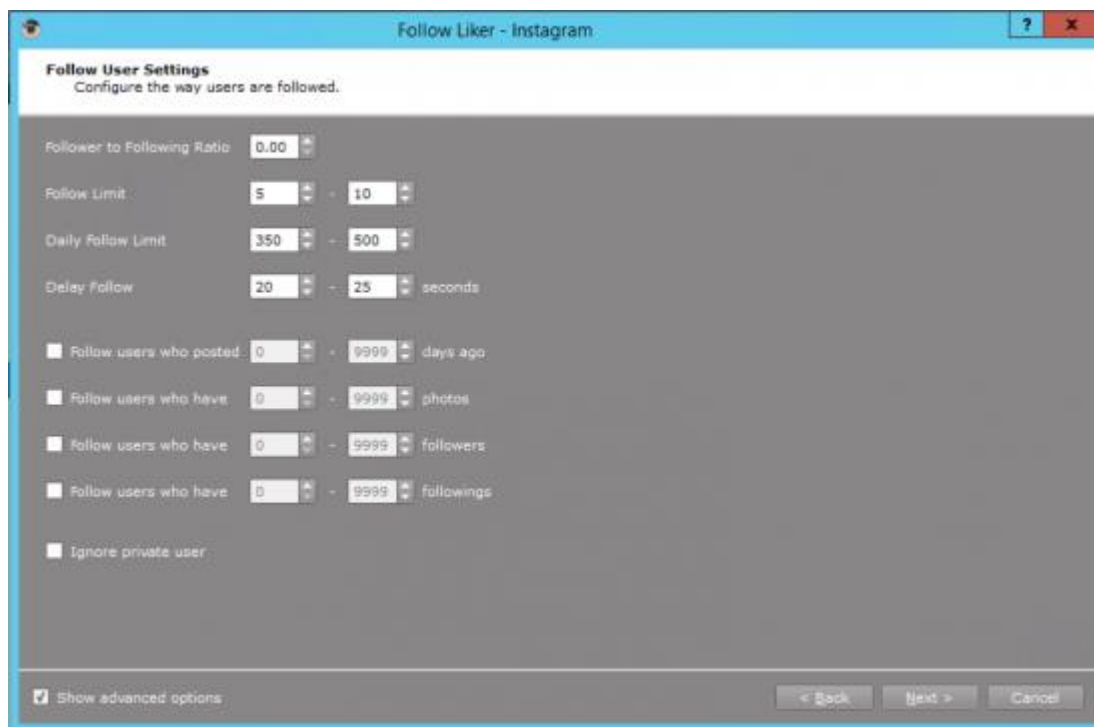 Follow Liker - Instagram
? x
Follow User Settings
Configure the way users are followed.
Follower to Following Ratio 0.00
Follow Limit 5 - 10
Daily Follow Limit 350 - 500
Delay Follow 20 - 25 seconds
Follow users who posted 0 - 9999 days ago
Follow users who have 0 - 9999 photos
Follow users who have 0 - 9999 followers
Follow users who have 0 - 9999 followings
Ignore private user
Show advanced options < Back Next > Cancel